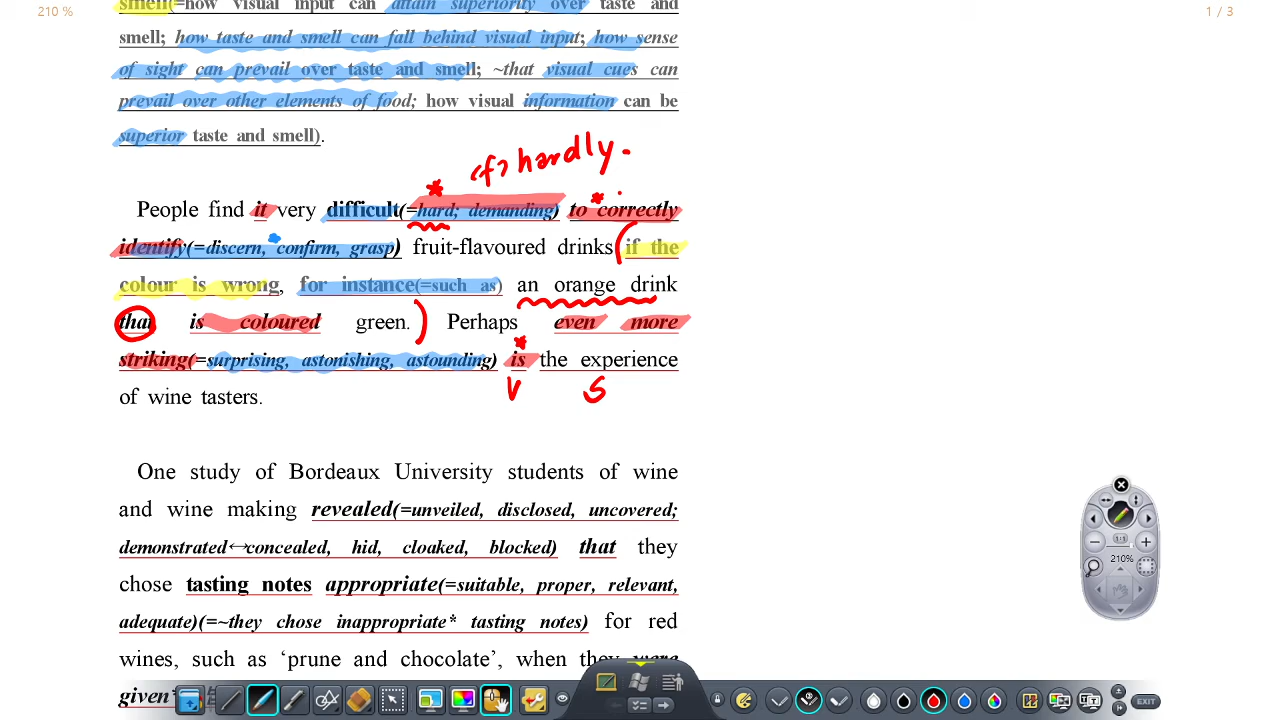 210 %
1 / 3
smell(=how visual input can attain superiority over taste and
smell; how taste and smell can fall behind visual input; how sense
of sight can prevail over taste and smell; ~that visual cues can
prevail over other elements of food; how visual information can be
superior taste and smell).
(f) hardly.
People find it very difficult(=hard; demanding) to correctly
identify(=discern, confirm, grasp) fruit-flavoured drinks (if the
colour is wrong, for instance(=such as) an orange drink
that is coloured green.) Perhaps even more
striking(=surprising, astonishing, astounding) is the experience
V S
of wine tasters.
One study of Bordeaux University students of wine
and wine making revealed(=unveiled, disclosed, uncovered;
demonstrated↔concealed, hid, cloaked, blocked) that they
chose tasting notes appropriate(=suitable, proper, relevant,
adequate)(=~they chose inappropriate* tasting notes) for red
wines, such as ‘prune and chocolate’, when they were
given
1:1
210%
EXIT